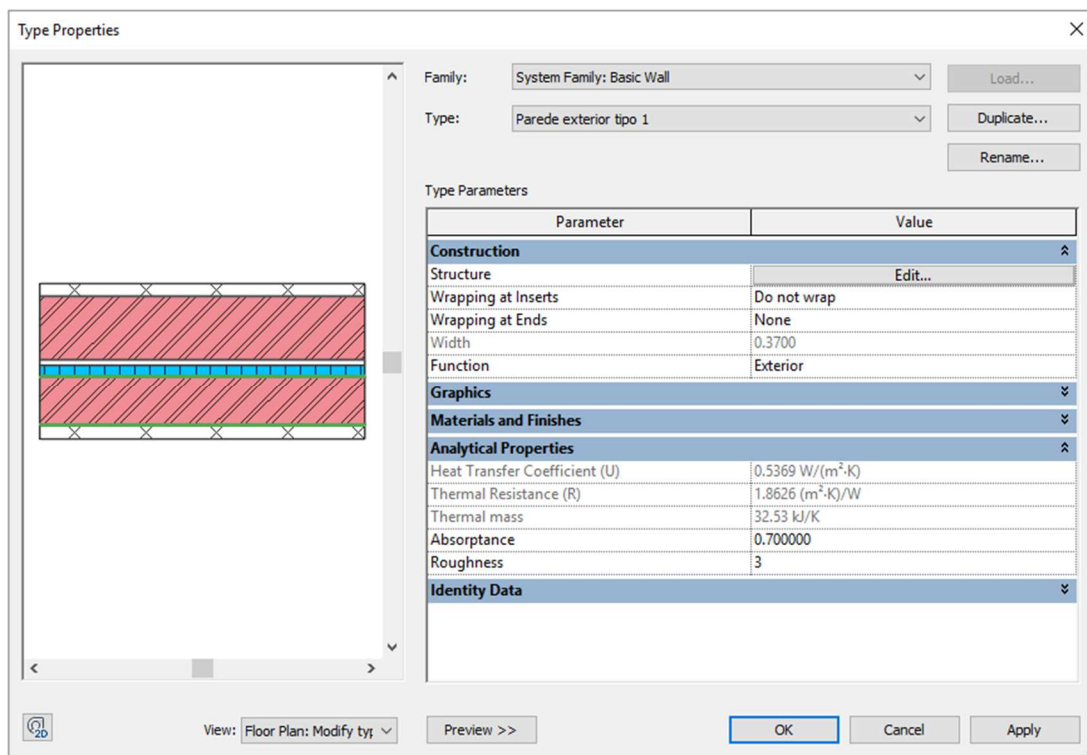 Type Properties
Family: System Family: Basic Wall Load...
Type: Parede exterior tipo 1 Duplicate...
Rename...
Type Parameters
Parameter Value
Construction
Structure Edit...
Wrapping at Inserts Do not wrap
Wrapping at Ends None
Width 0.3700
Function Exterior
Graphics
Materials and Finishes
Analytical Properties
Heat Transfer Coefficient (U) 0.5369 W/(m²·K)
Thermal Resistance (R) 1.8626 (m²·K)/W
Thermal mass 32.53 kJ/K
Absorptance 0.700000
Roughness 3
Identity Data
2D View: Floor Plan: Modify typ Preview >> OK Cancel Apply